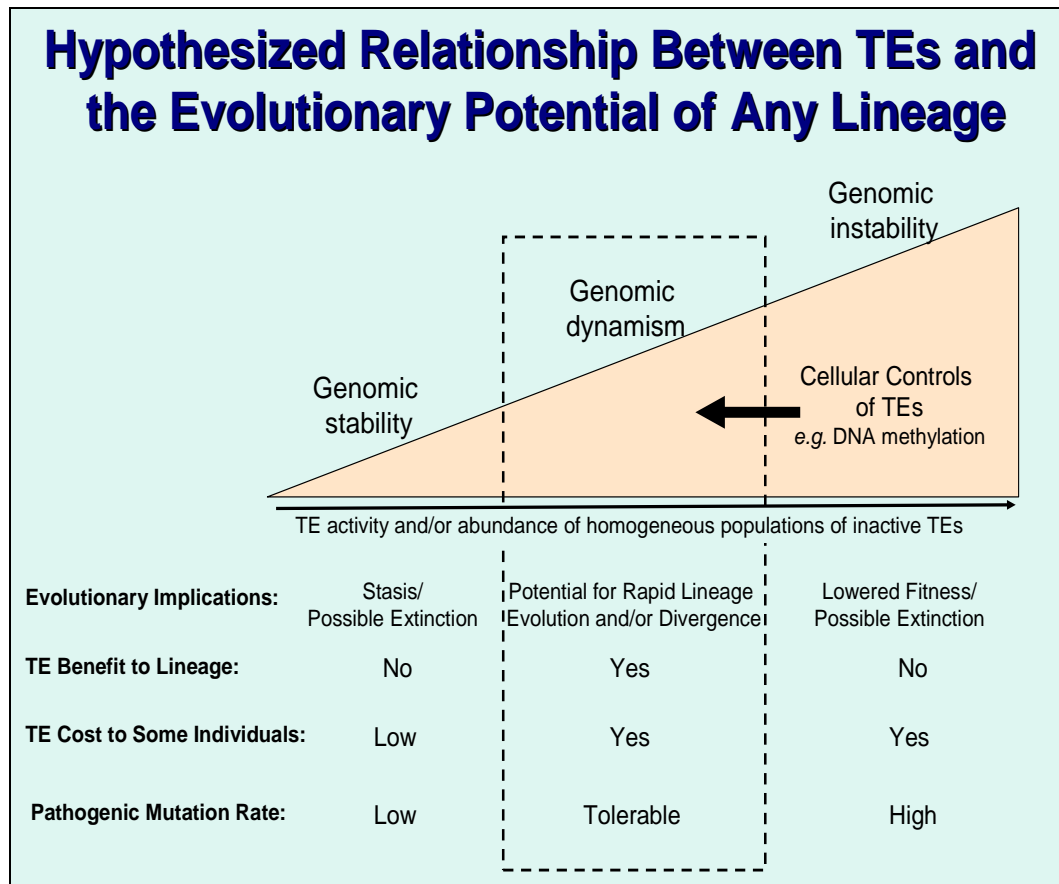 Hypothesized Relationship Between TEs and
the Evolutionary Potential of Any Lineage
Genomic
instability
Genomic
dynamism
Genomic
stability
Cellular Controls
of TEs
e.g. DNA methylation
TE activity and/or abundance of homogeneous populations of inactive TEs
Evolutionary Implications:
Stasis/
Possible Extinction
Potential for Rapid Lineage
Evolution and/or Divergence
Lowered Fitness/
Possible Extinction
TE Benefit to Lineage:
No
Yes
No
TE Cost to Some Individuals:
Low
Yes
Yes
Pathogenic Mutation Rate:
Low
Tolerable
High